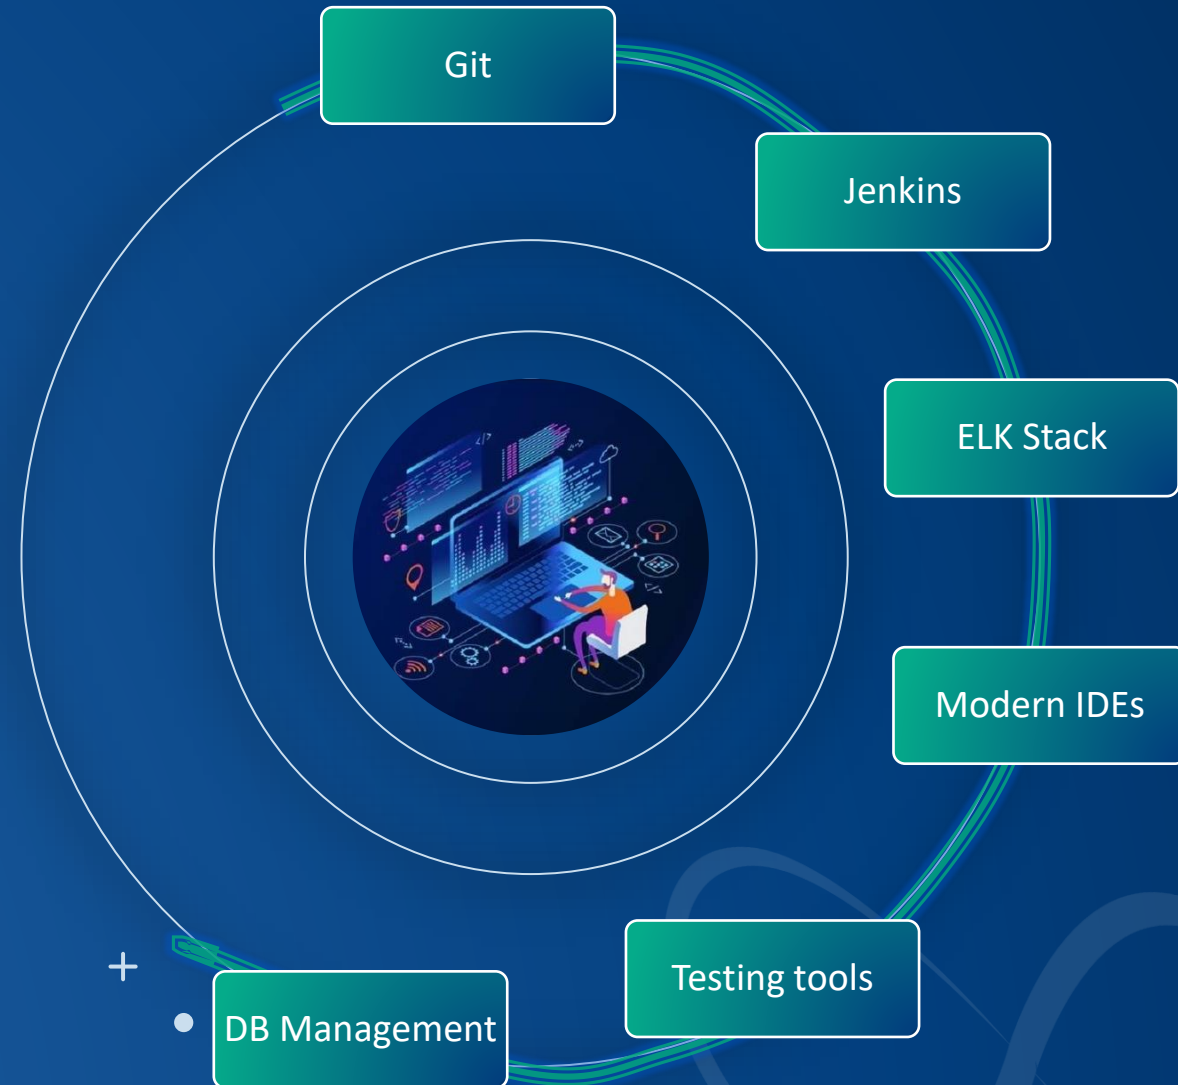 Git
Jenkins
ELK Stack
Modern IDEs
Testing tools
DB Management